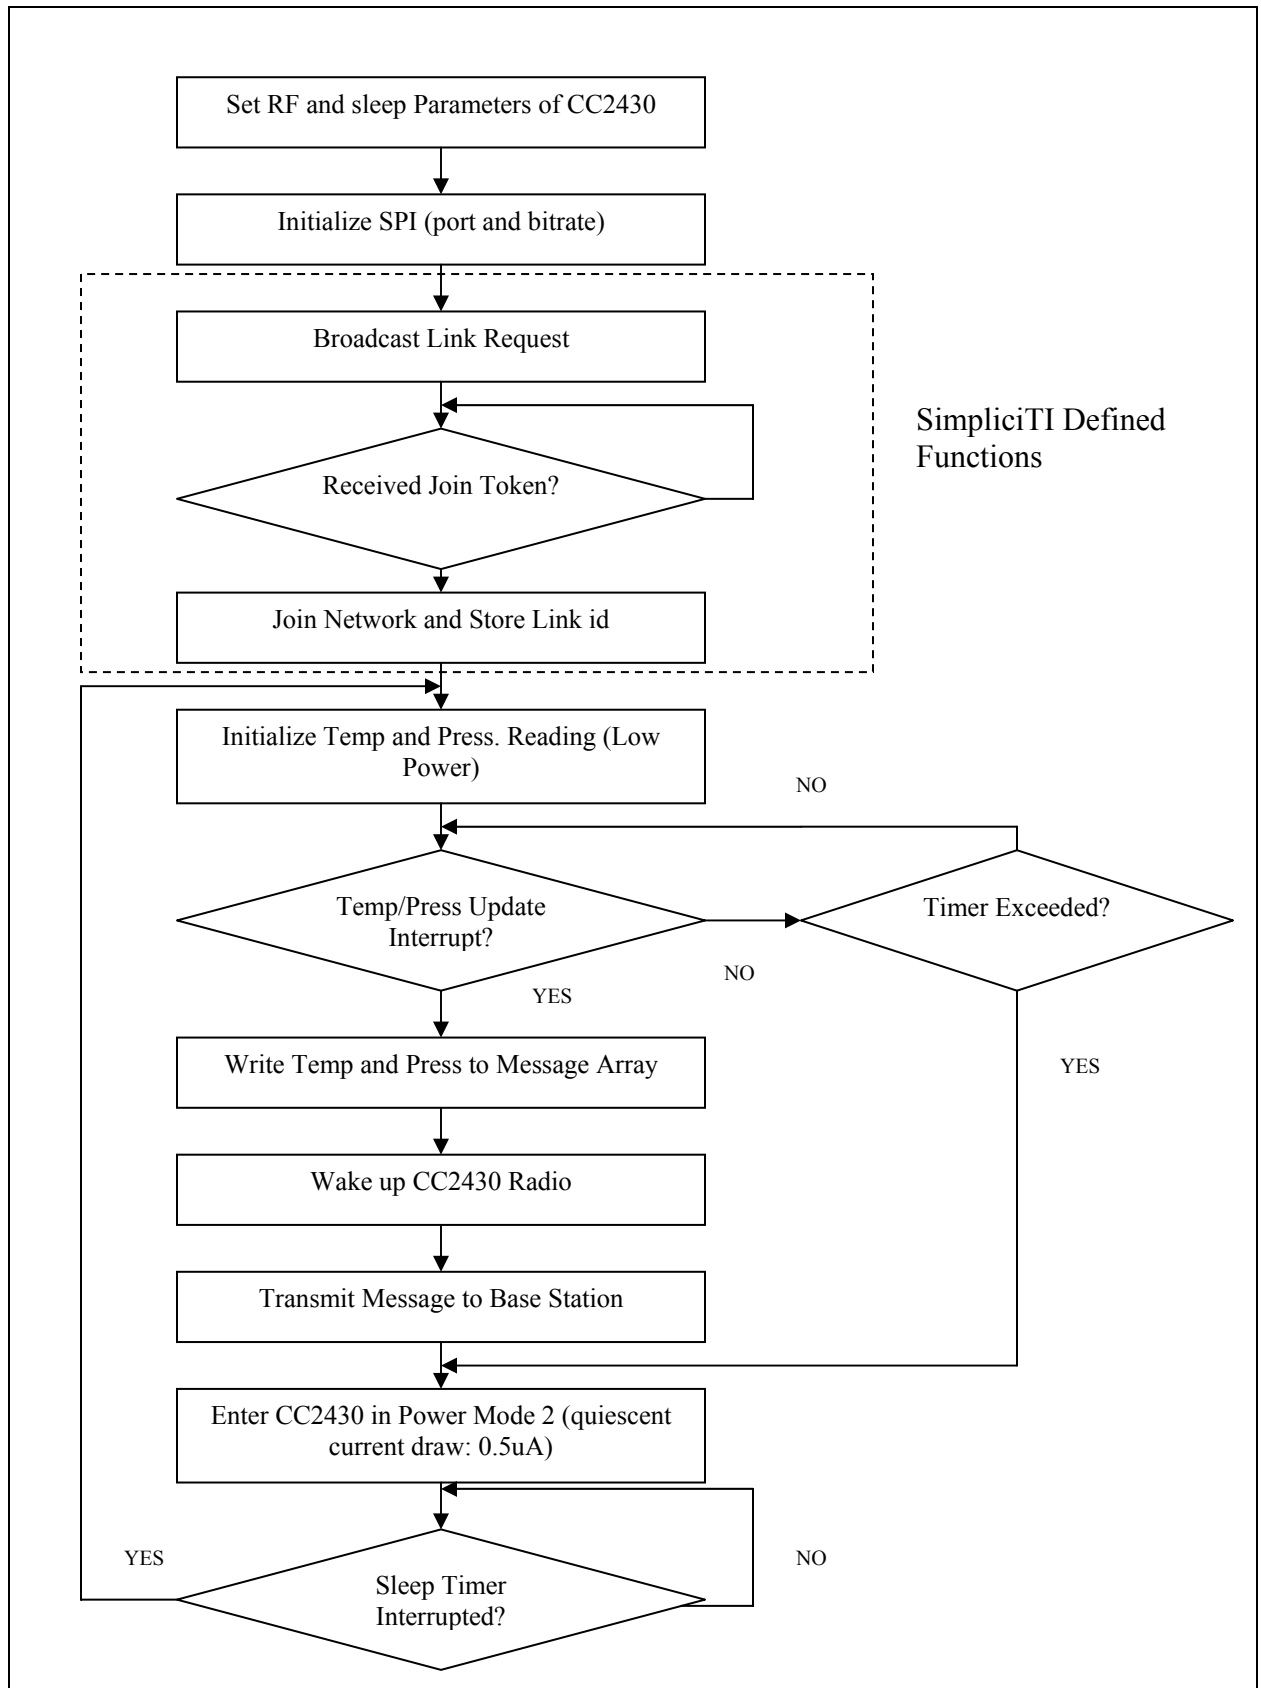 Set RF and sleep Parameters of CC2430
Initialize SPI (port and bitrate)
Broadcast Link Request
SimpliciTI Defined
Functions
Received Join Token?
Join Network and Store Link id
Initialize Temp and Press. Reading (Low
Power)
NO
Temp/Press Update
Interrupt?
Timer Exceeded?
NO
YES
Write Temp and Press to Message Array
YES
Wake up CC2430 Radio
Transmit Message to Base Station
Enter CC2430 in Power Mode 2 (quiescent
current draw: 0.5uA)
YES
NO
Sleep Timer
Interrupted?